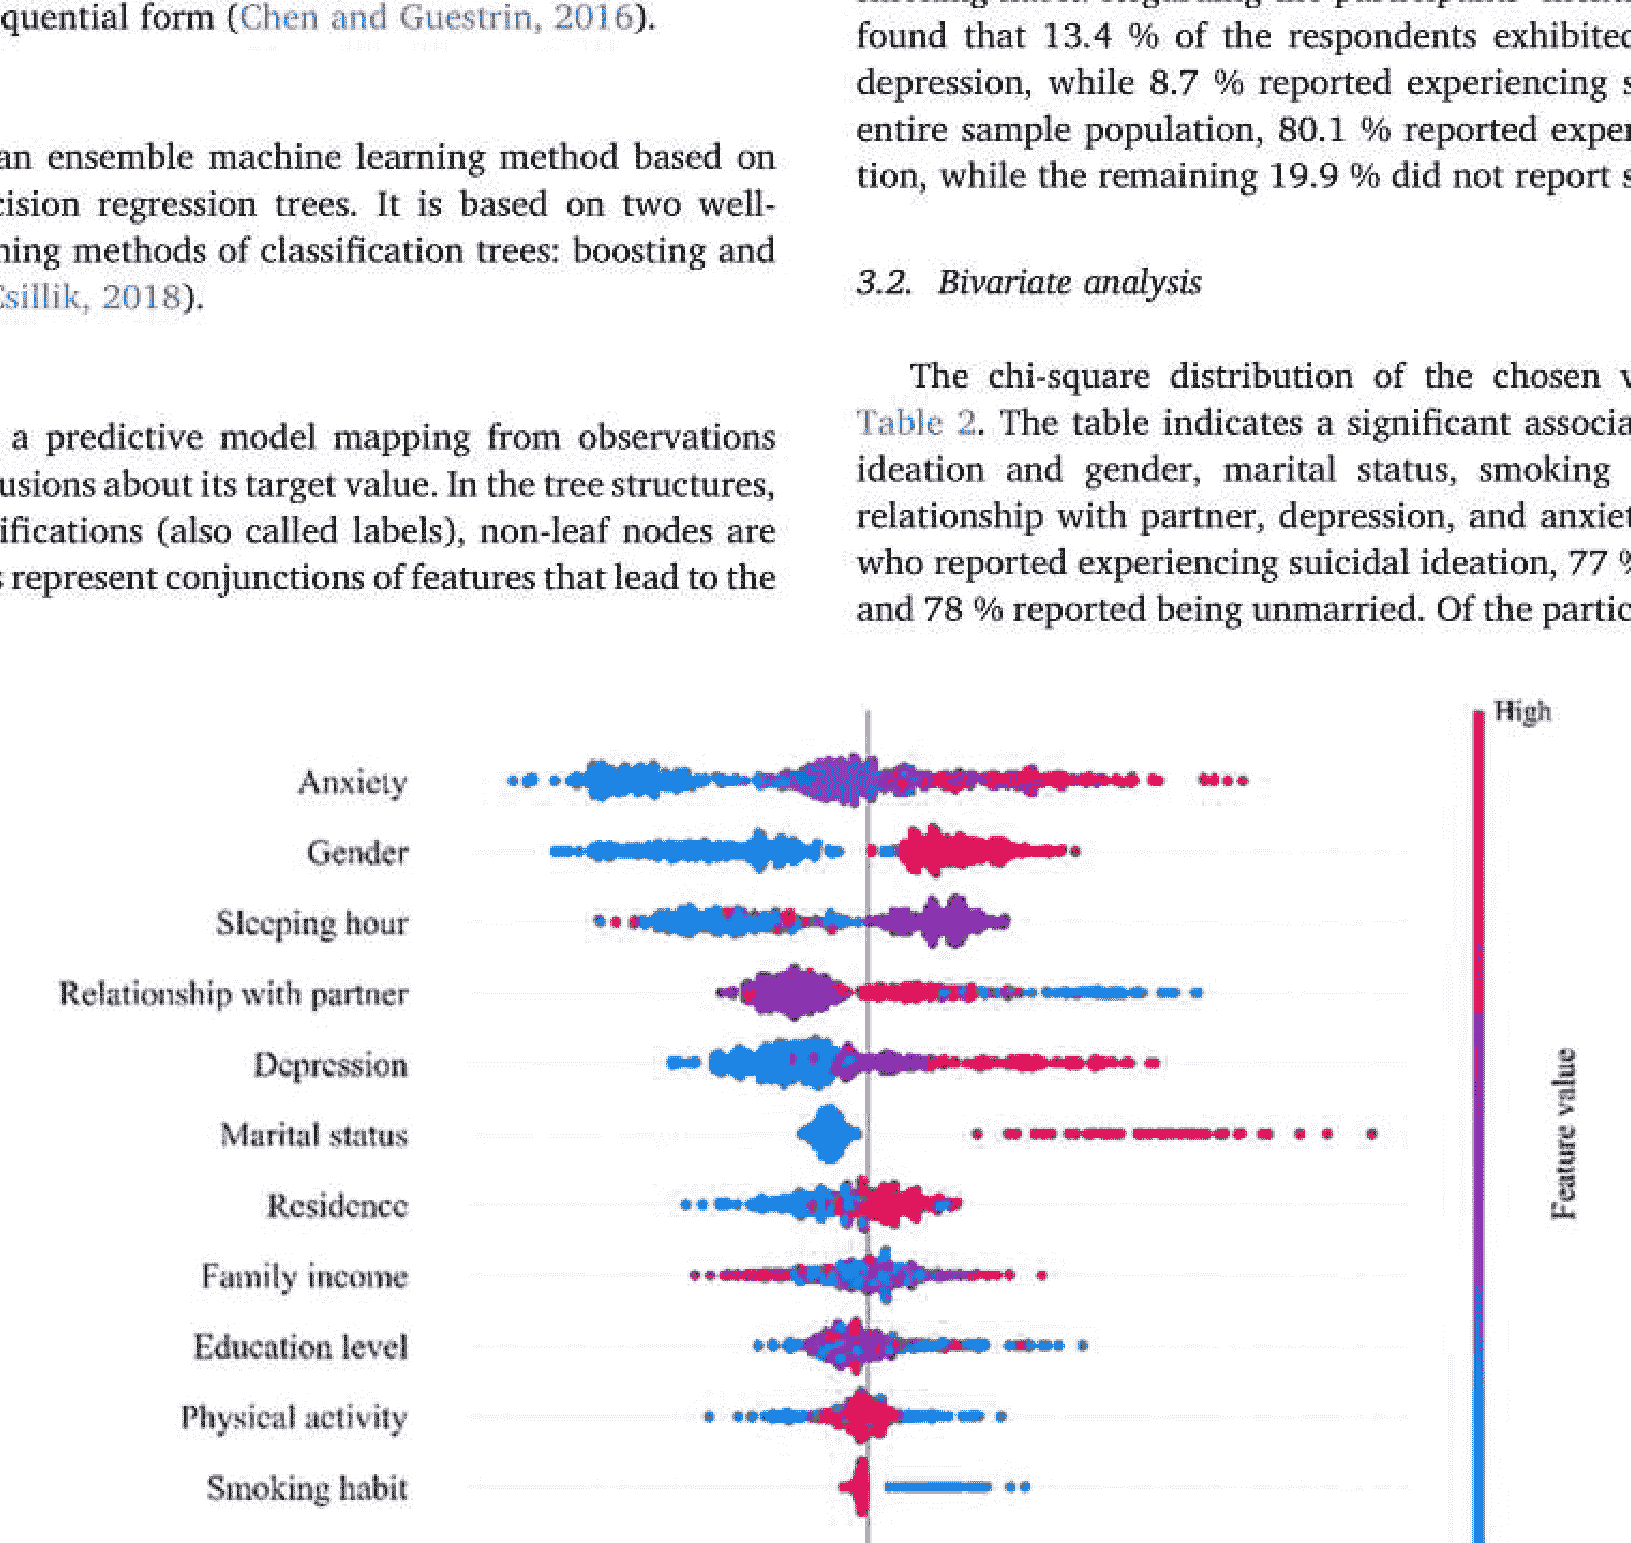 quential form (Chen and Guestrin, 2016).
an ensemble machine learning method based on
cision regression trees. It is based on two well-
ning methods of classification trees: boosting and
Csillik, 2018).
a predictive model mapping from observations
usions about its target value. In the tree structures,
ifications (also called labels), non-leaf nodes are
s represent conjunctions of features that lead to the
found that 13.4 % of the respondents exhibited
depression, while 8.7 % reported experiencing s
entire sample population, 80.1 % reported exper
tion, while the remaining 19.9 % did not report s
3.2. Bivariate analysis
The chi-square distribution of the chosen v
Table 2. The table indicates a significant associa
ideation and gender, marital status, smoking
relationship with partner, depression, and anxiet
who reported experiencing suicidal ideation, 77 %
and 78 % reported being unmarried. Of the partic
High
Anxiety
Gender
Sleeping hour
Relationship with partner
Depression
Marital status
Residence
Family income
Education level
Physical activity
Smoking habit
Feature value